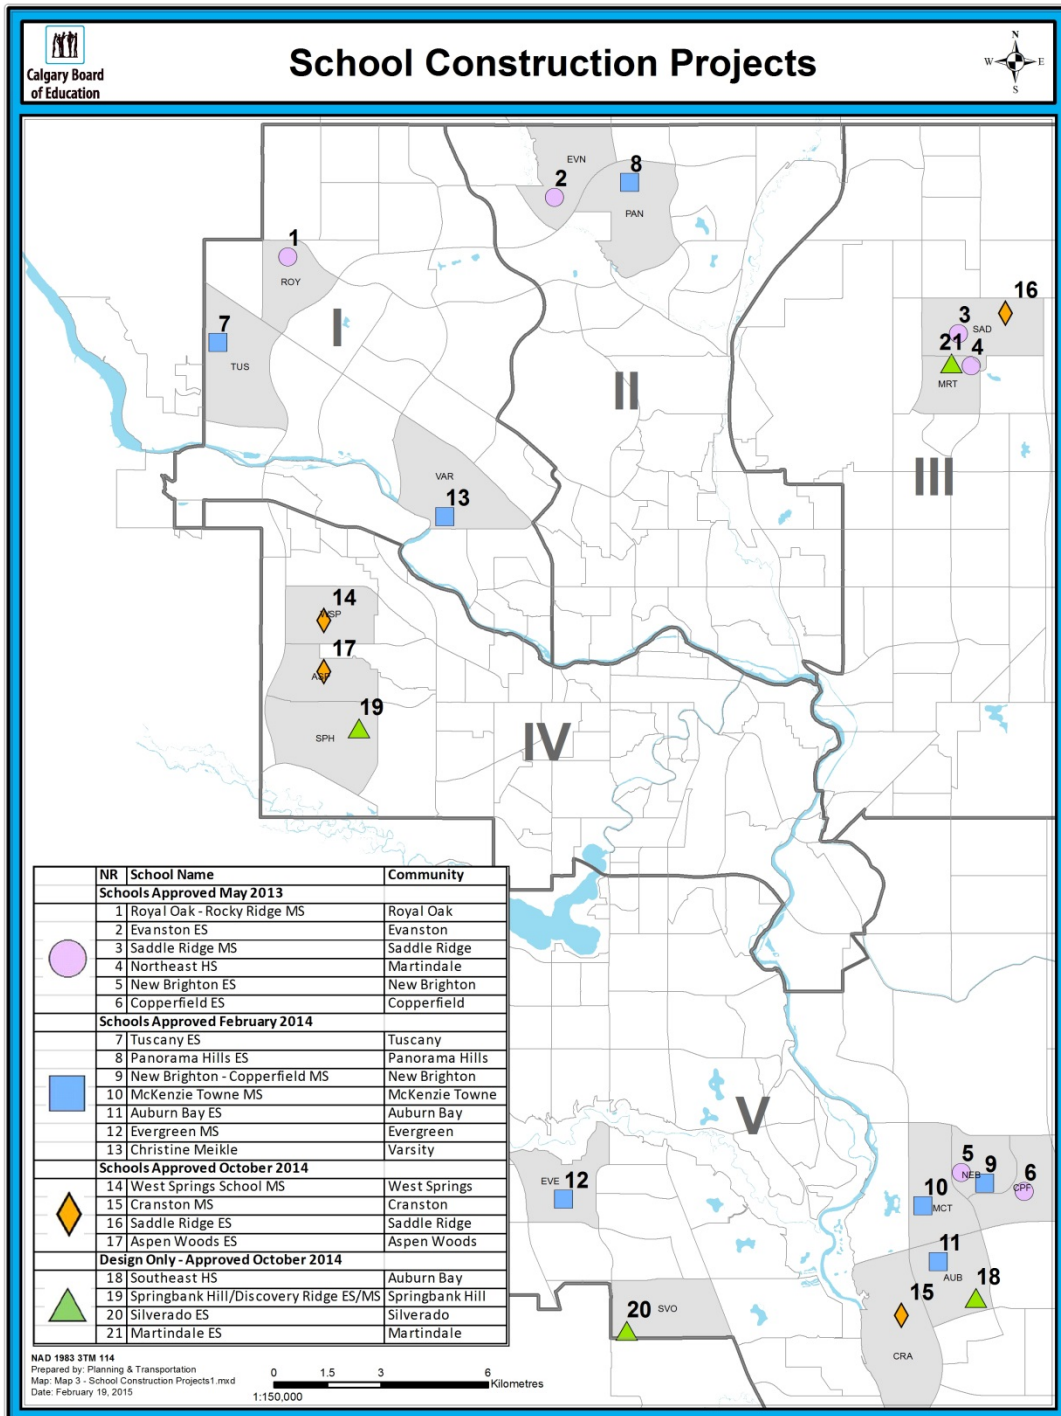 Calgary Board
of Education
School Construction Projects
N
W E
S
EVN
2
8
PAN
1
ROY
I
7
TUS
16
3
SAD
21
4
MRT
II
III
VAR
13
14
WSP
17
ASP
19
SPH
IV
V
EVE
12
5
NEB
9
6
CPF
10
MCT
11
AUB
18
15
CRA
20
SVO
NR School Name Community
Schools Approved May 2013
1 Royal Oak - Rocky Ridge MS Royal Oak
2 Evanston ES Evanston
3 Saddle Ridge MS Saddle Ridge
4 Northeast HS Martindale
5 New Brighton ES New Brighton
6 Copperfield ES Copperfield
Schools Approved February 2014
7 Tuscany ES Tuscany
8 Panorama Hills ES Panorama Hills
9 New Brighton - Copperfield MS New Brighton
10 McKenzie Towne MS McKenzie Towne
11 Auburn Bay ES Auburn Bay
12 Evergreen MS Evergreen
13 Christine Meikle Varsity
Schools Approved October 2014
14 West Springs School MS West Springs
15 Cranston MS Cranston
16 Saddle Ridge ES Saddle Ridge
17 Aspen Woods ES Aspen Woods
Design Only - Approved October 2014
18 Southeast HS Auburn Bay
19 Springbank Hill/Discovery Ridge ES/MS Springbank Hill
20 Silverado ES Silverado
21 Martindale ES Martindale
NAD 1983 3TM 114
Prepared by: Planning & Transportation
Map: Map 3 - School Construction Projects1.mxd
Date: February 19, 2015
0 1.5 3 6
Kilometres
1:150,000